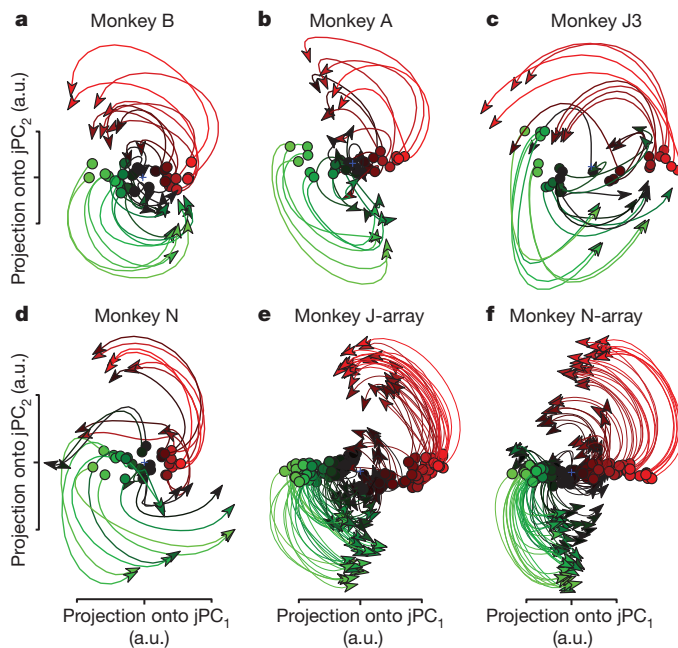 a Monkey B
b Monkey A
c Monkey J3
Projection onto jPC2 (a.u.)
d Monkey N
e Monkey J-array
f Monkey N-array
Projection onto jPC2 (a.u.)
Projection onto jPC1
(a.u.)
Projection onto jPC1
(a.u.)
Projection onto jPC1
(a.u.)